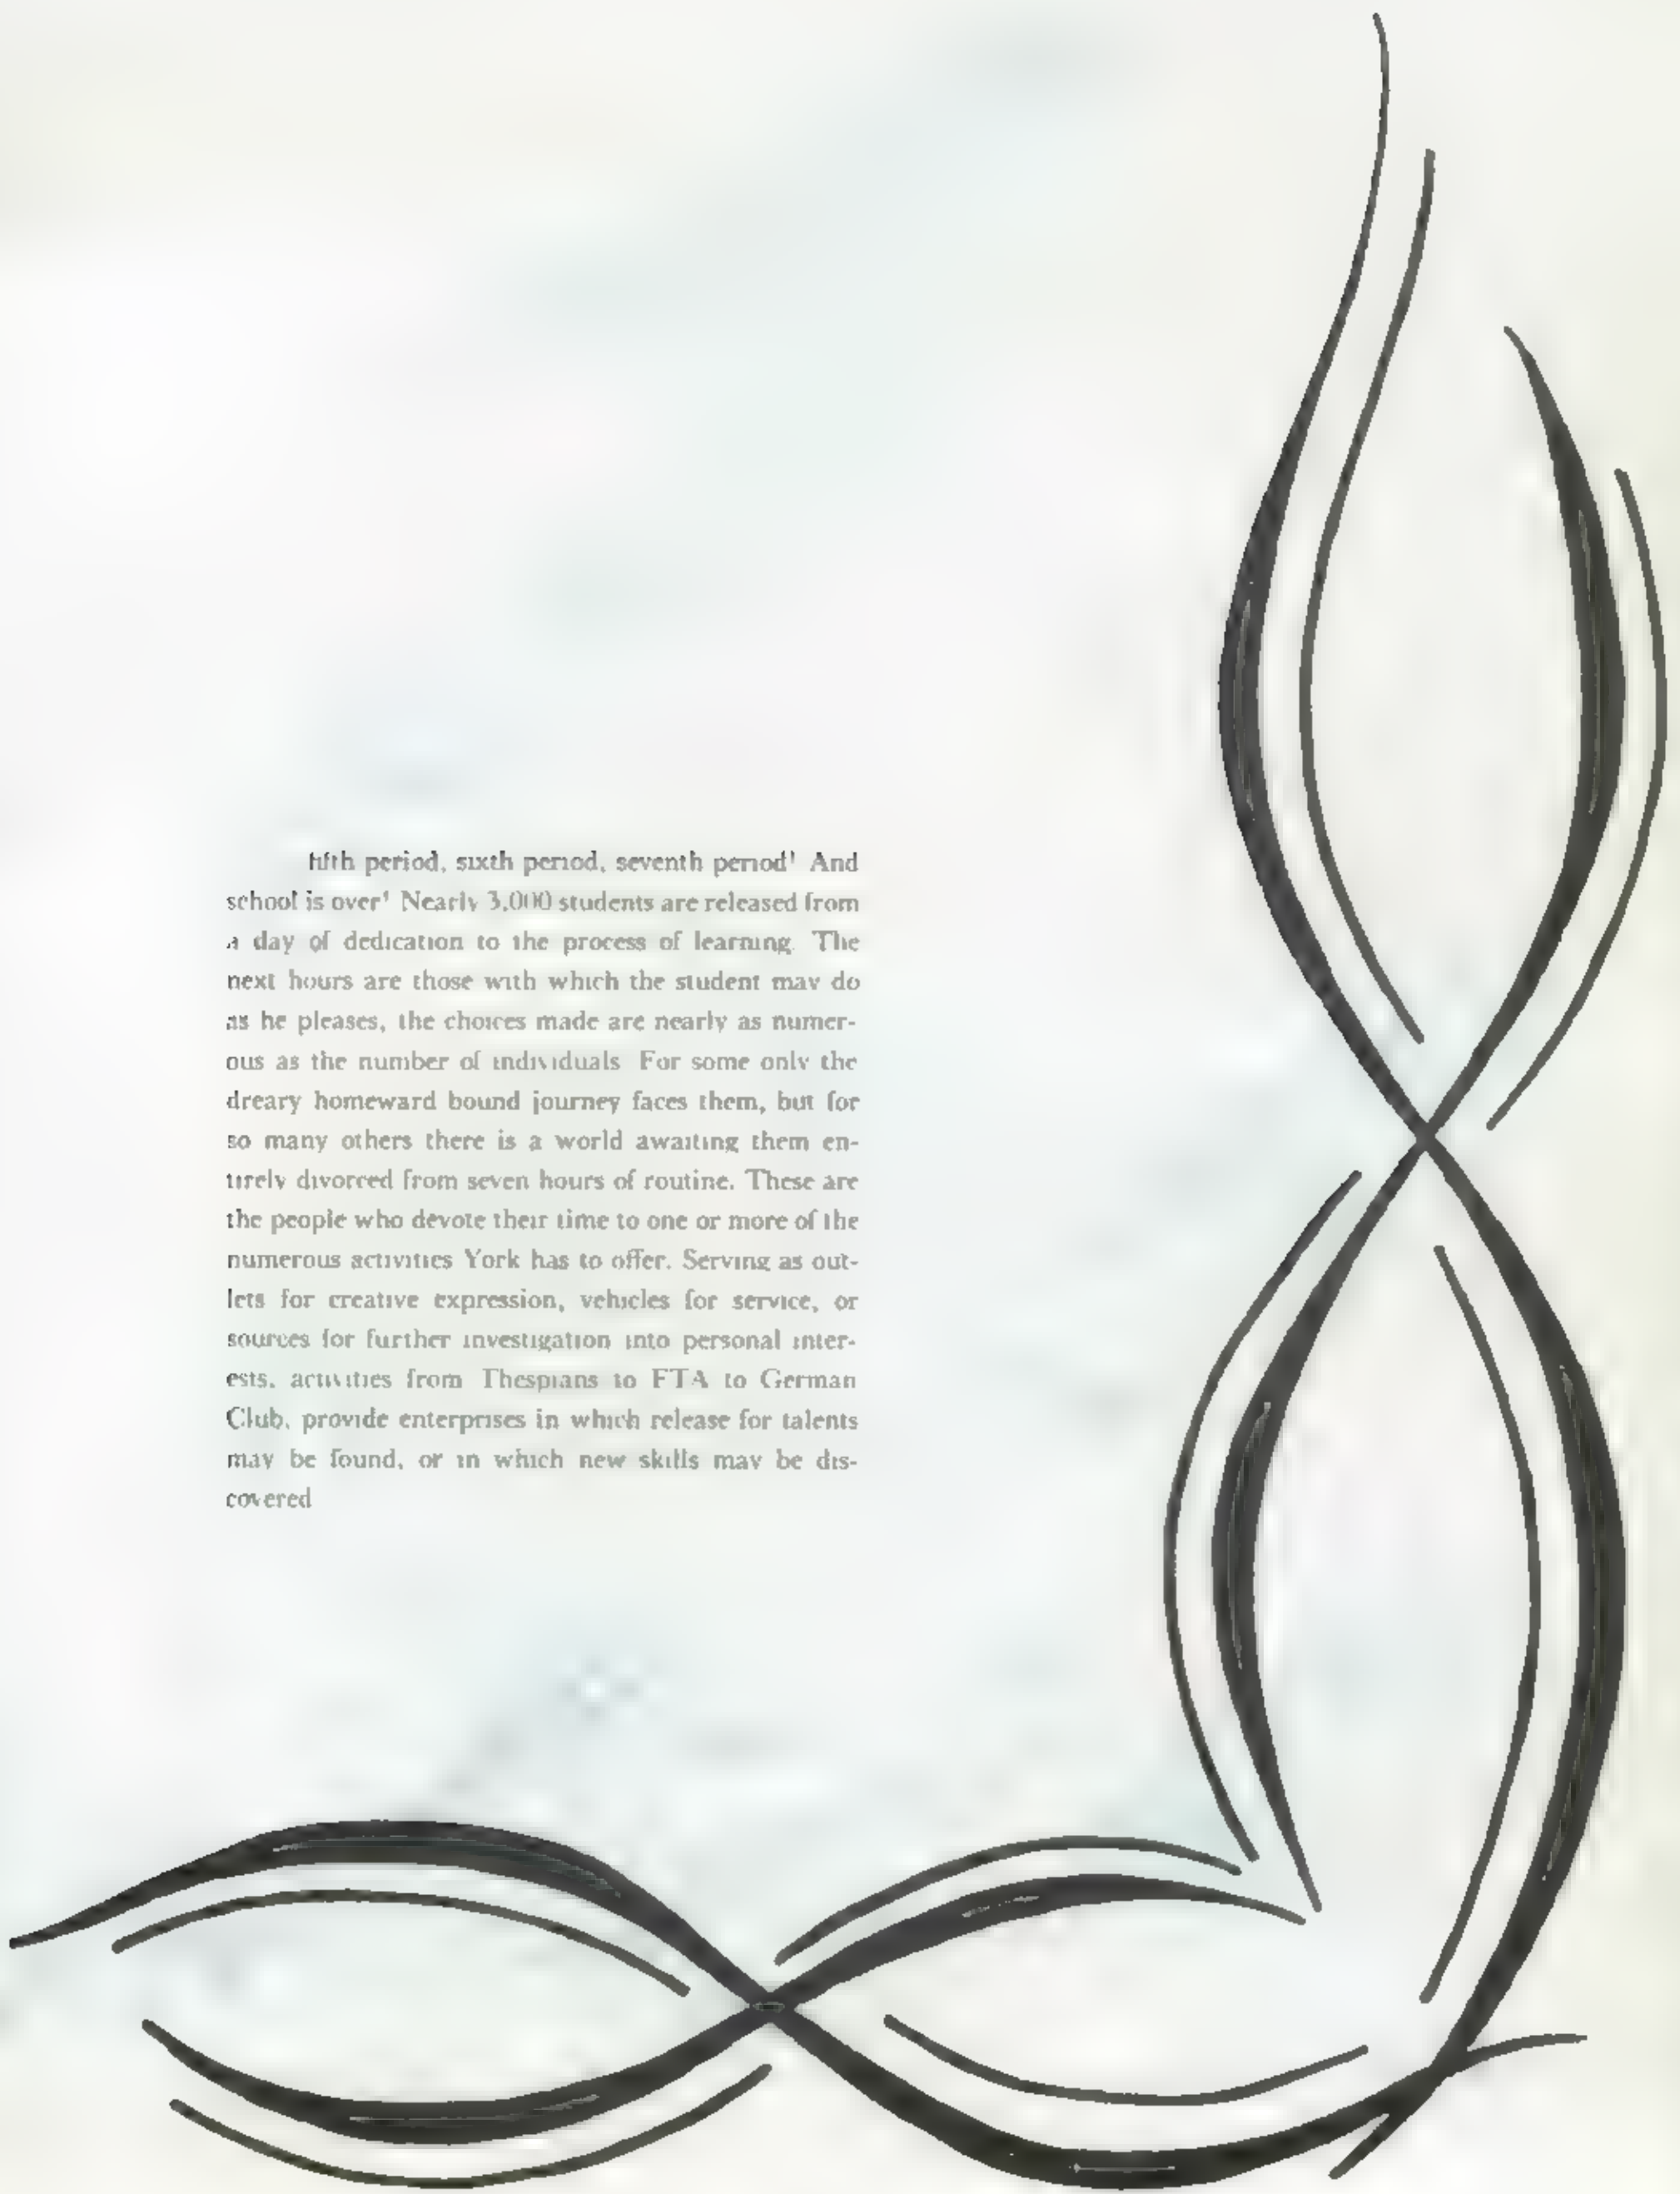 fifth period, sixth period, seventh period! And
school is over! Nearly 3,000 students are released from
a day of dedication to the process of learning. The
next hours are those with which the student may do
as he pleases, the choices made are nearly as numer-
ous as the number of individuals. For some only the
dreary homeward bound journey faces them, but for
so many others there is a world awaiting them en-
tirely divorced from seven hours of routine. These are
the people who devote their time to one or more of the
numerous activities York has to offer. Serving as out-
lets for creative expression, vehicles for service, or
sources for further investigation into personal inter-
ests, activities from Thespians to FTA to German
Club, provide enterprises in which release for talents
may be found, or in which new skills may be dis-
covered